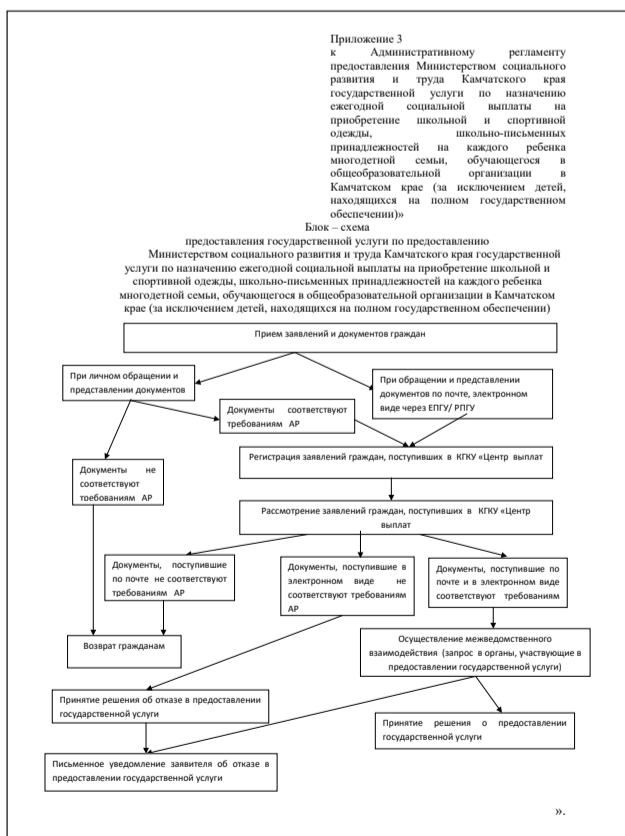 Приложение 3
к Административному регламенту
предоставления Министерством социального
развития и труда Камчатского края
государственной услуги по назначению
ежегодной социальной выплаты на
приобретение школьной и спортивной
одежды, школьно-письменных
принадлежностей на каждого ребенка
многодетной семьи, обучающегося в
общеобразовательной организации в
Камчатском крае (за исключением детей,
находящихся на полном государственном
обеспечении)»
Блок – схема
предоставления государственной услуги по предоставлению
Министерством социального развития и труда Камчатского края государственной
услуги по назначению ежегодной социальной выплаты на приобретение школьной и
спортивной одежды, школьно-письменных принадлежностей на каждого ребенка
многодетной семьи, обучающегося в общеобразовательной организации в Камчатском
крае (за исключением детей, находящихся на полном государственном обеспечении)
Прием заявлений и документов граждан
При личном обращении и
представлении документов
При обращении и представлении
документов по почте, электронном
виде через ЕПГУ/ РПГУ
Документы соответствуют
требованиям АР
Регистрация заявлений граждан, поступивших в КГКУ «Центр выплат
Документы не
соответствуют
требованиям АР
Рассмотрение заявлений граждан, поступивших в КГКУ «Центр
выплат
Документы, поступившие
по почте не соответствуют
требованиям АР
Документы, поступившие в
электронном виде не
соответствуют требованиям
АР
Документы, поступившие по
почте и в электронном виде
соответствуют требованиям
Возврат гражданам
Осуществление межведомственного
взаимодействия (запрос в органы, участвующие в
предоставлении государственной услуги)
Принятие решения об отказе в предоставлении
государственной услуги
Принятие решения о предоставлении
государственной услуги
Письменное уведомление заявителя об отказе в
предоставлении государственной услуги
».